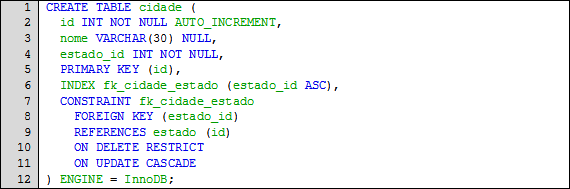 1 CREATE TABLE cidade (
2 id INT NOT NULL AUTO_INCREMENT,
3 nome VARCHAR(30) NULL,
4 estado_id INT NOT NULL,
5 PRIMARY KEY (id),
6 INDEX fk_cidade_estado (estado_id ASC),
7 CONSTRAINT fk_cidade_estado
8 FOREIGN KEY (estado_id)
9 REFERENCES estado (id)
10 ON DELETE RESTRICT
11 ON UPDATE CASCADE
12 ) ENGINE = InnoDB;